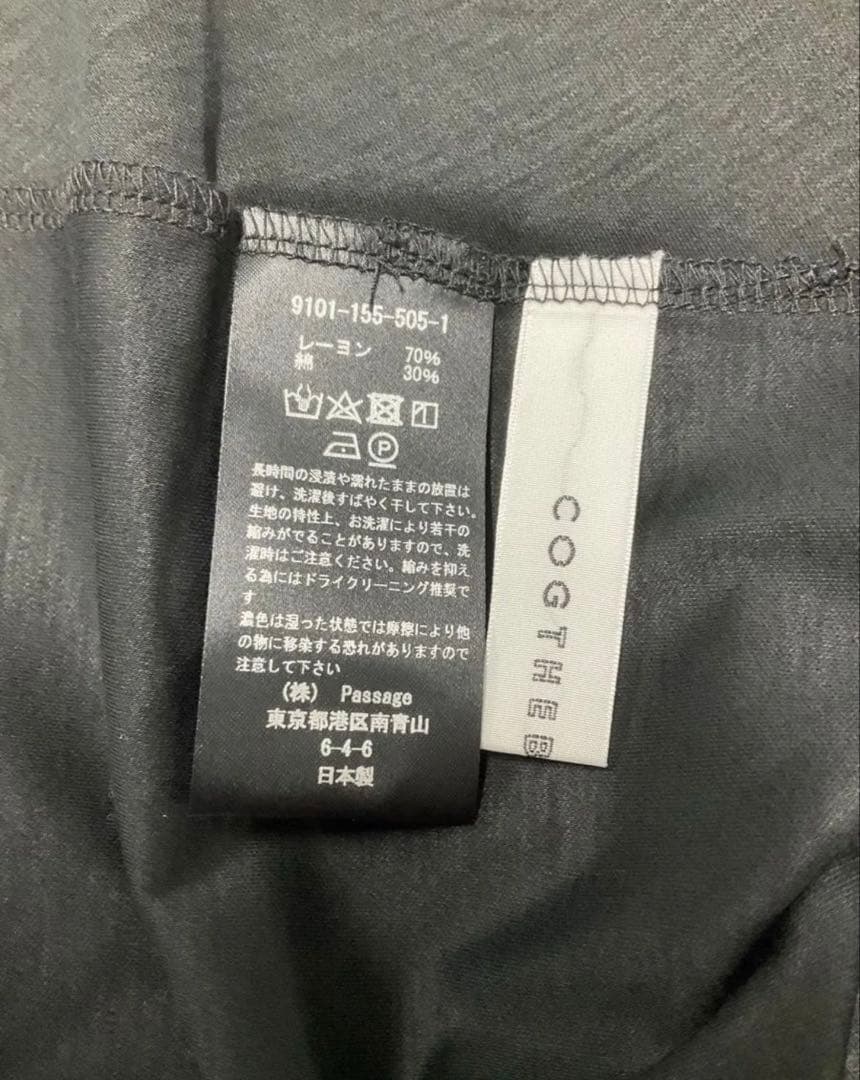 9101-155-505-1
レーヨン 70%
綿 30%
P
長時間の浸漬や濡れたままの放置は
避け、洗濯後すばやく干して下さい。
生地の特性上、お洗濯により若干の
縮みがでることがありますので、洗
濯時はご注意ください。縮みを抑え
る為にはドライクリーニング推奨で
す
濃色は湿った状態では摩擦により他
の物に移染する恐れがありますので
注意して下さい
(株) Passage
東京都港区南青山
6-4-6
日本製
COGTHEB